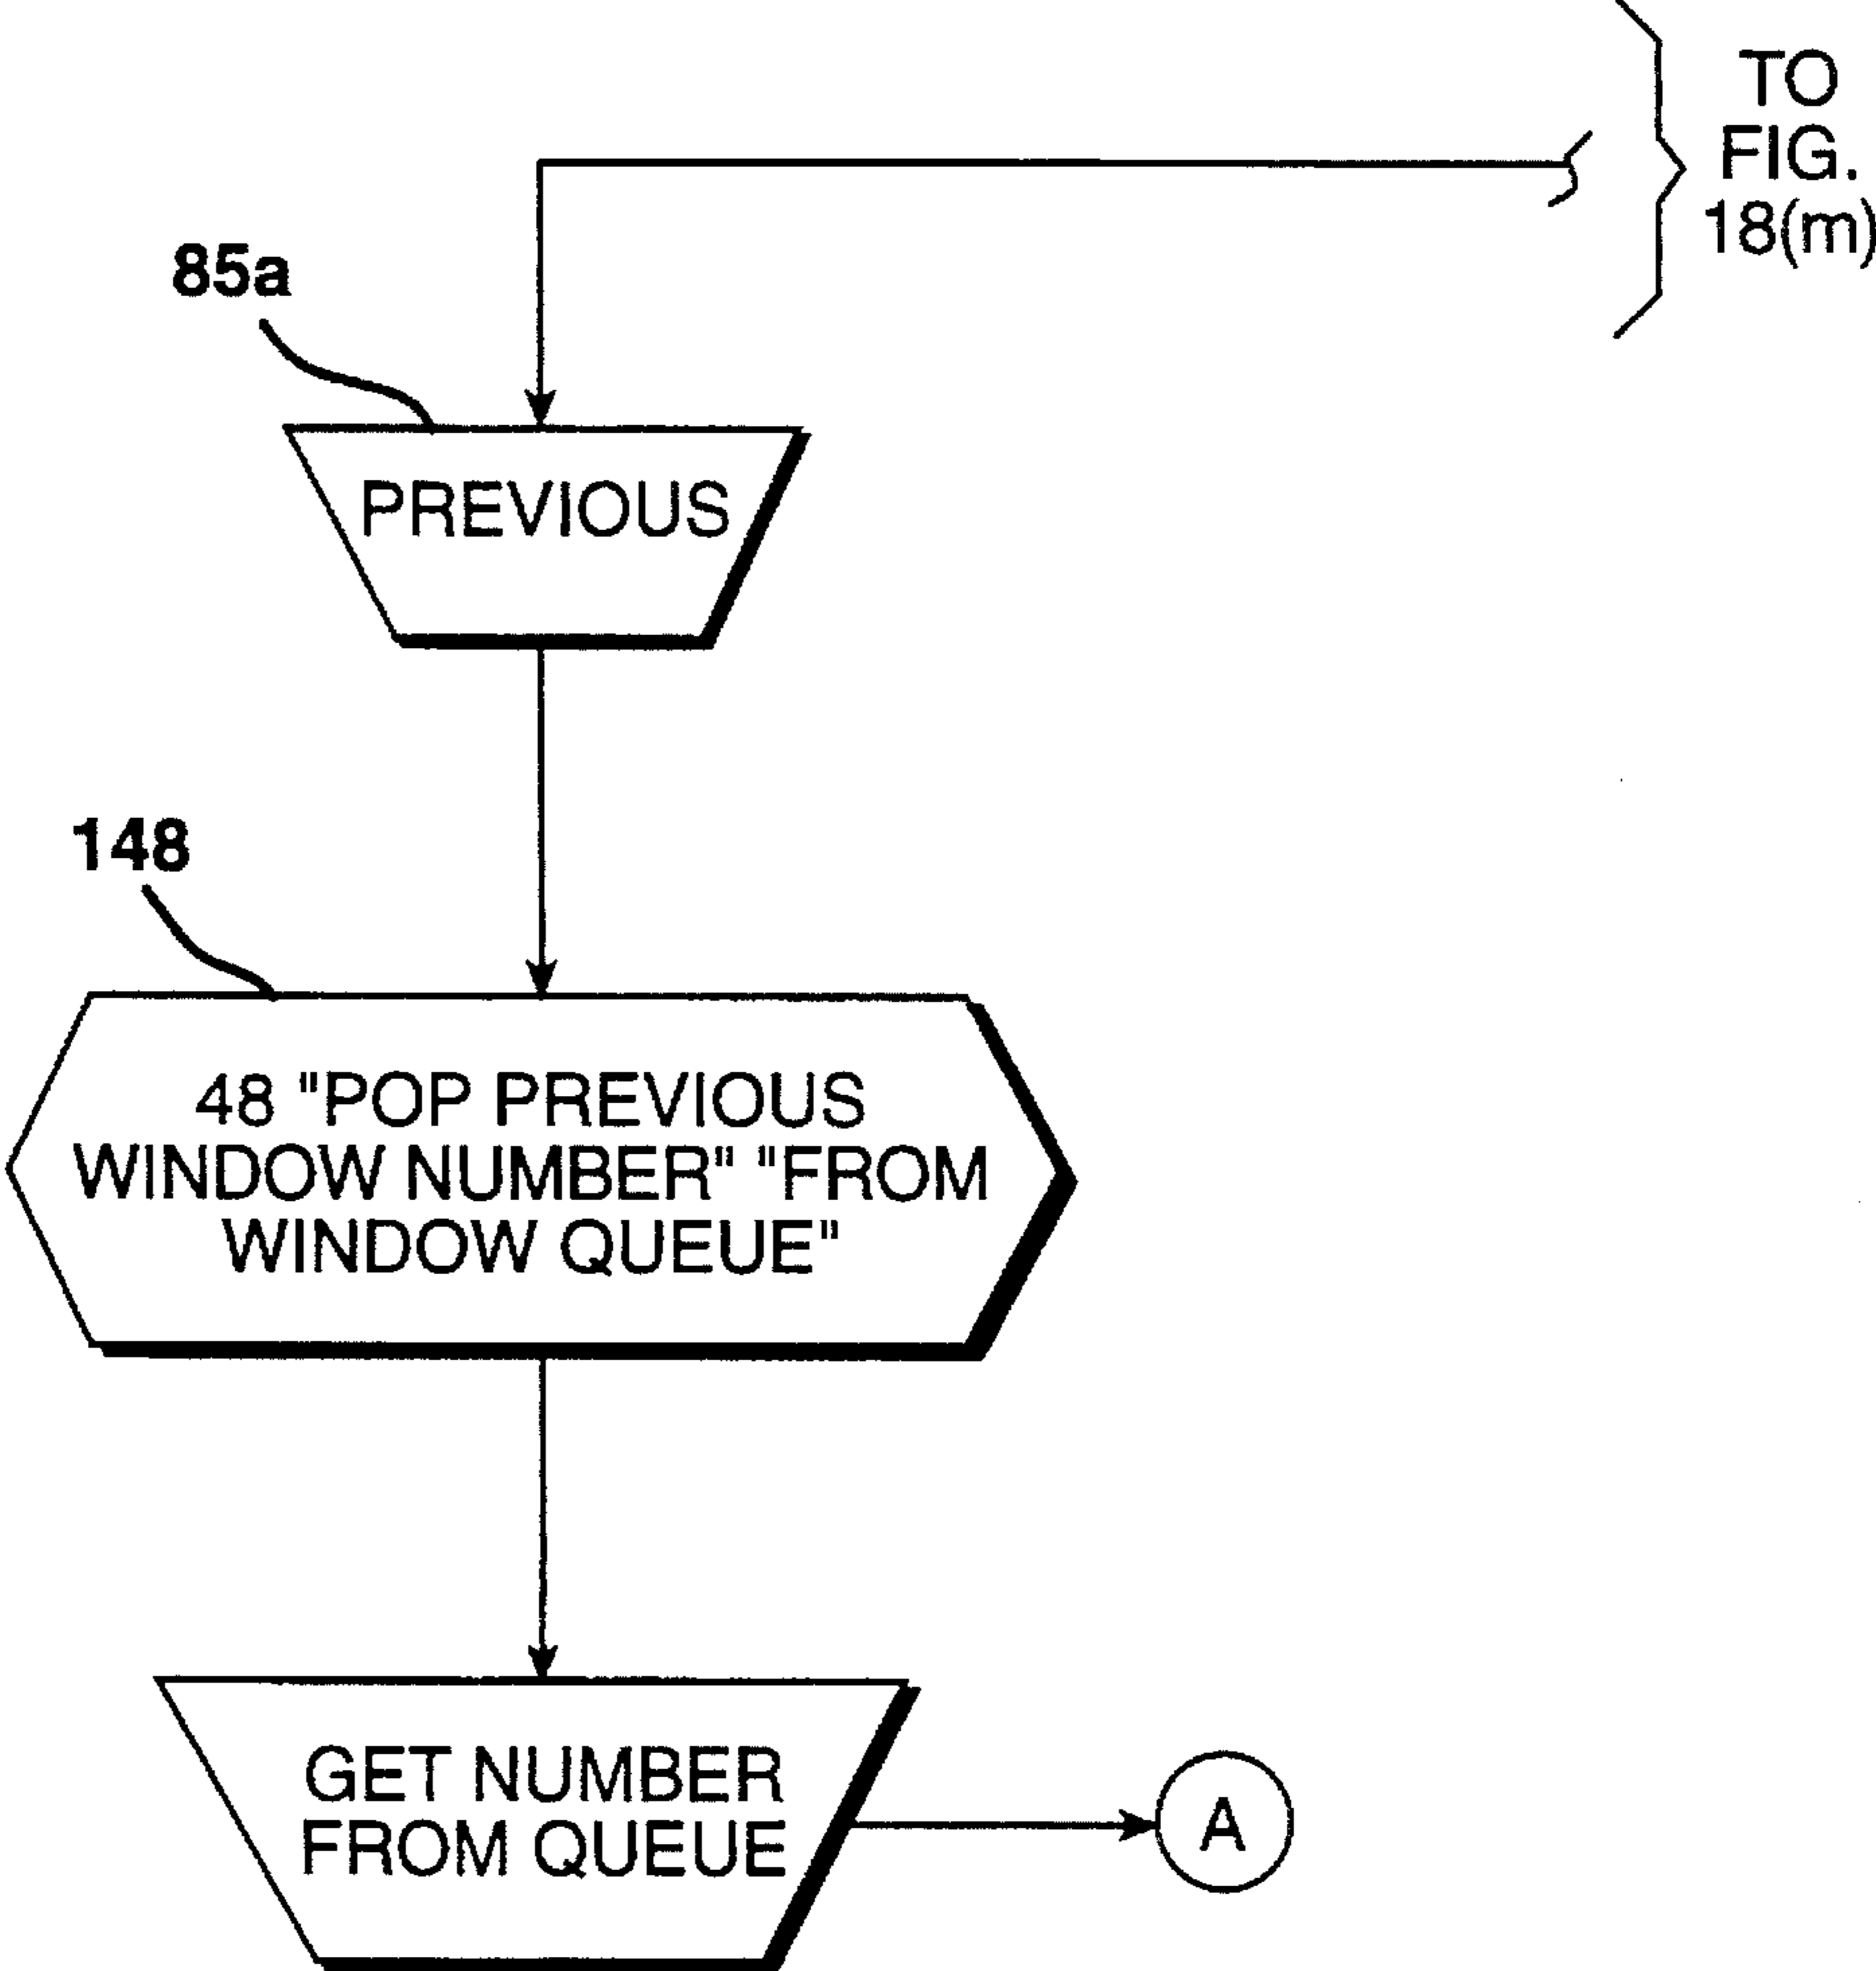 TO
FIG.
18(m)
85a
PREVIOUS
148
48 "POP PREVIOUS
WINDOW NUMBER" "FROM
WINDOW QUEUE"
GET NUMBER
FROM QUEUE
A